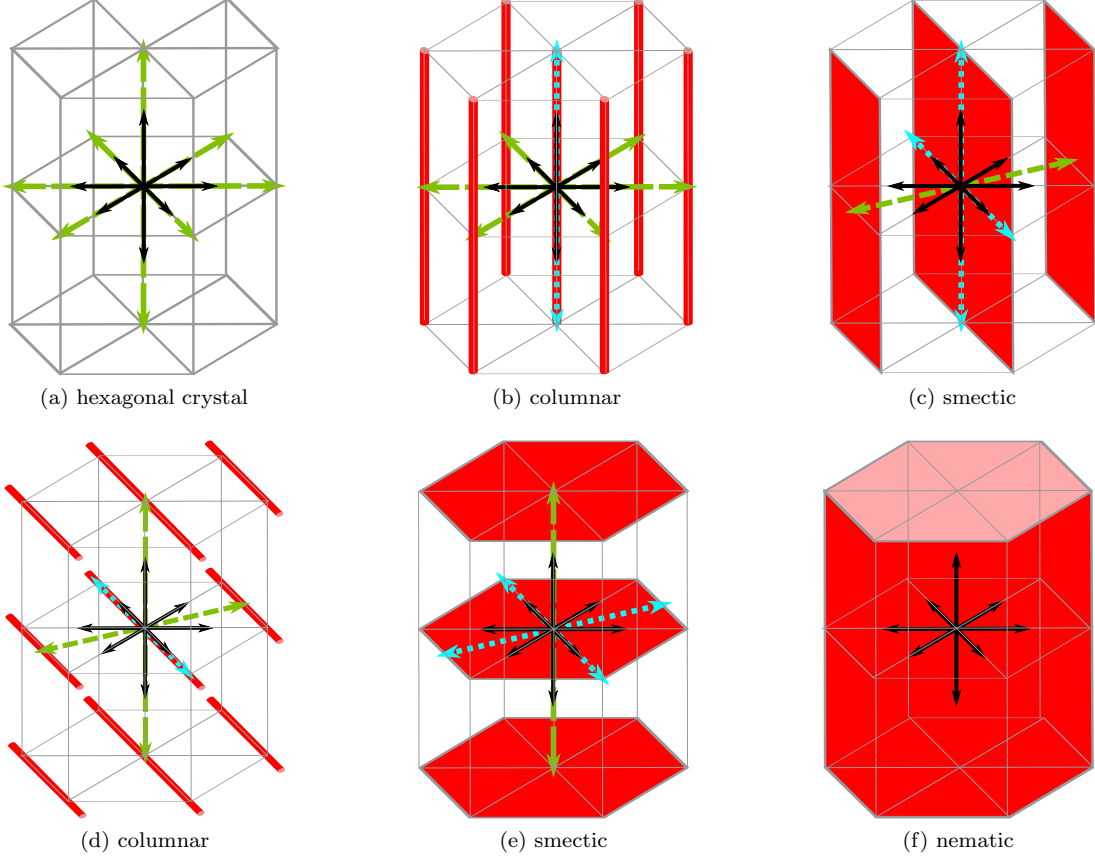 (a) hexagonal crystal
(b) columnar
(c) smectic
(d) columnar
(e) smectic
(f) nematic